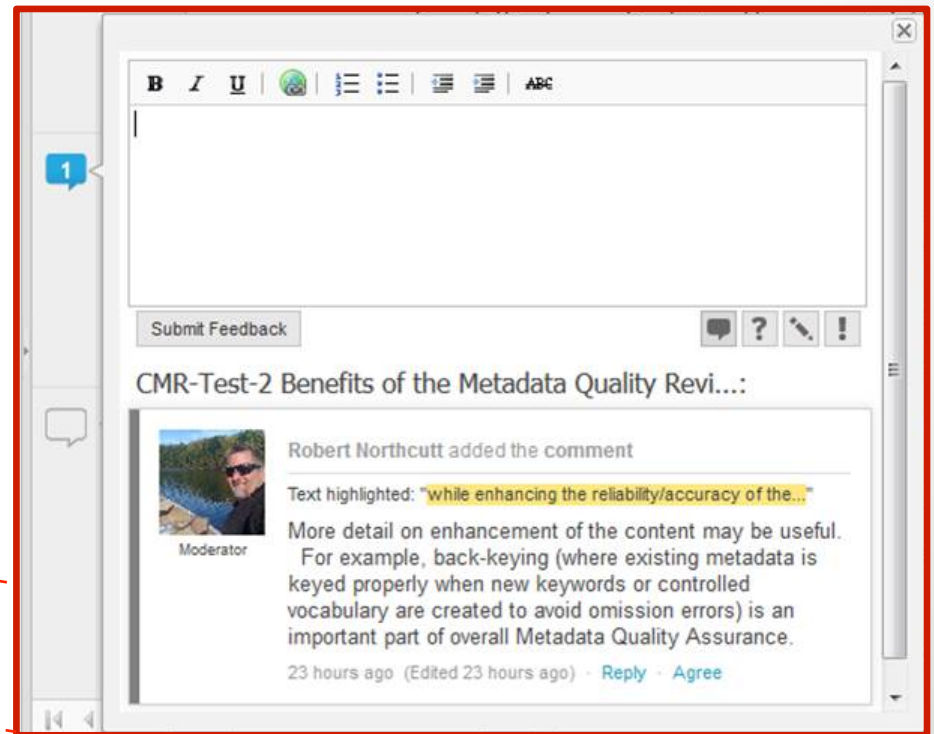 B I U ABC
1
Submit Feedback ? !
CMR-Test-2 Benefits of the Metadata Quality Revi...:
Robert Northcutt added the comment
Text highlighted: "while enhancing the reliability/accuracy of the..."
Moderator
More detail on enhancement of the content may be useful.
For example, back-keying (where existing metadata is
keyed properly when new keywords or controlled
vocabulary are created to avoid omission errors) is an
important part of overall Metadata Quality Assurance.
23 hours ago (Edited 23 hours ago) · Reply · Agree